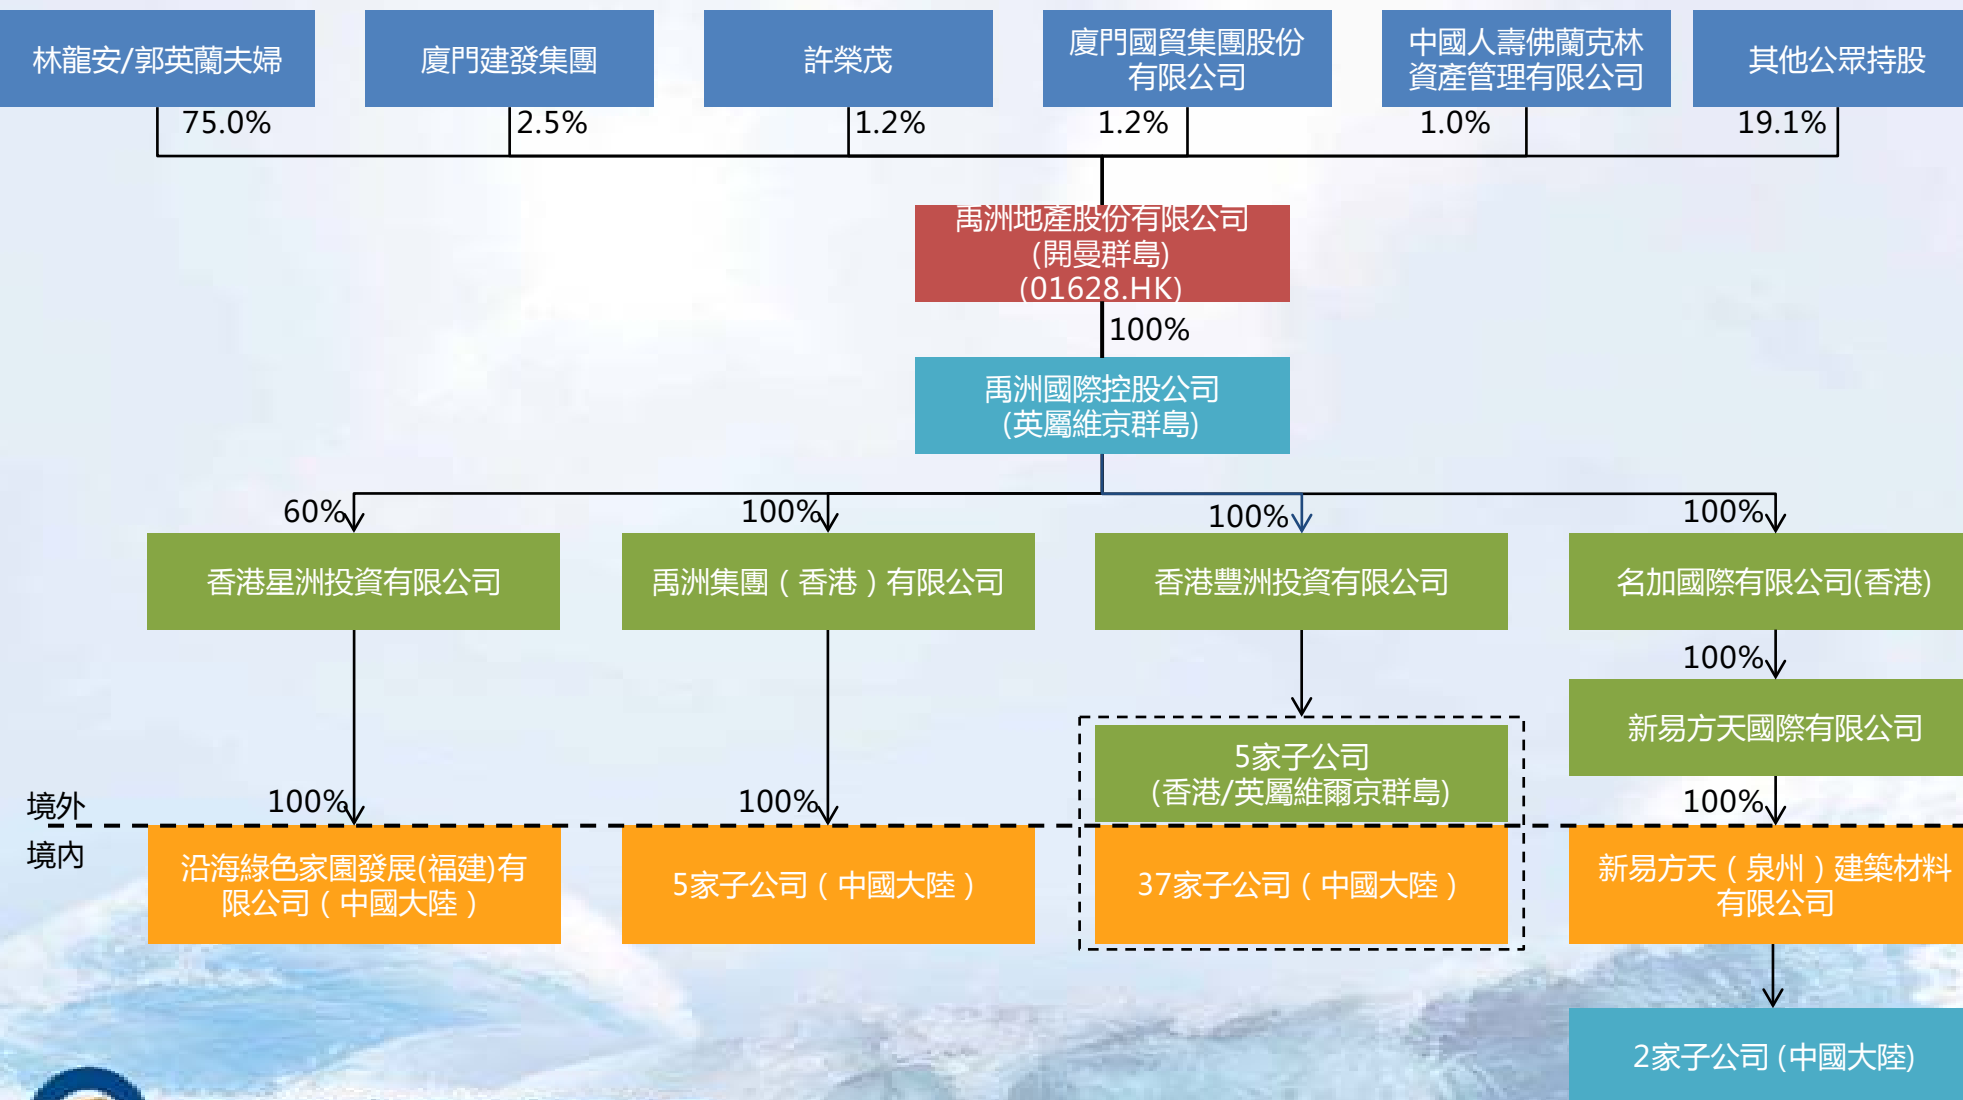 林龍安/郭英蘭夫婦
廈門建發集團
許榮茂
廈門國貿集團股份
有限公司
中國人壽佛蘭克林
資產管理有限公司
其他公眾持股
75.0%
2.5%
1.2%
1.2%
1.0%
19.1%
禹洲地產股份有限公司
(開曼群島)
(01628.HK)
100%
禹洲國際控股公司
(英屬維京群島)
60%
100%
100%
100%
香港星洲投資有限公司
禹洲集團（香港）有限公司
香港豐洲投資有限公司
名加國際有限公司(香港)
100%
新易方天國際有限公司
5家子公司
(香港/英屬維爾京群島)
境外
100%
100%
100%
境內
沿海綠色家園發展(福建)有
限公司（中國大陸）
5家子公司（中國大陸）
37家子公司（中國大陸）
新易方天（泉州）建築材料
有限公司
2家子公司 (中國大陸)